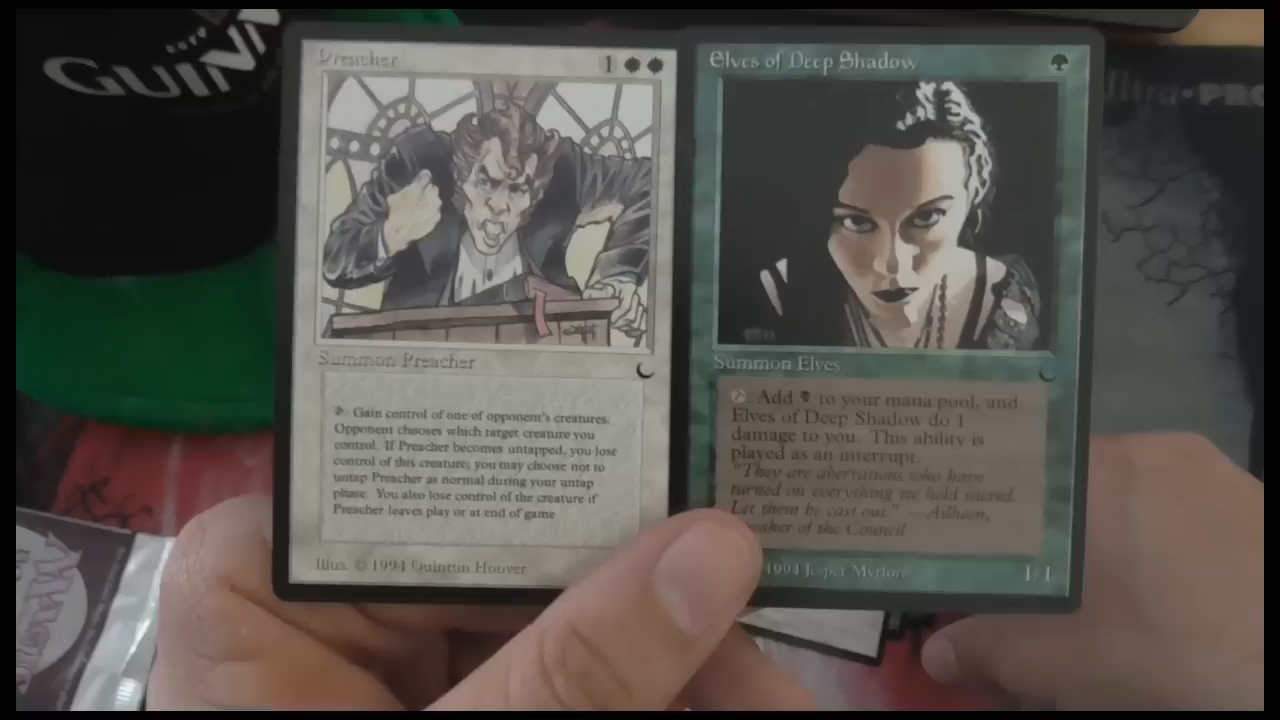 GUINN
Preacher
1
Summon Preacher
: Gain control of one of opponent's creatures.
Opponent chooses which target creature you
control. If Preacher becomes untapped, you lose
control of this creature; you may choose not to
untap Preacher as normal during your untap
phase. You also lose control of the creature if
Preacher leaves play or at end of game
Illus. © 1994 Quinton Hoover
Elves of Deep Shadow
Summon Elves
: Add to your mana pool, and
Elves of Deep Shadow do 1
damage to you. This ability is
played as an interrupt.
"They are aberrations who have
turned on everything we hold sacred.
Let them be cast out." —Ailheen,
Speaker of the Council
1994 Jesper Myrfors
1/1
Ultra•PRO
MAGIC